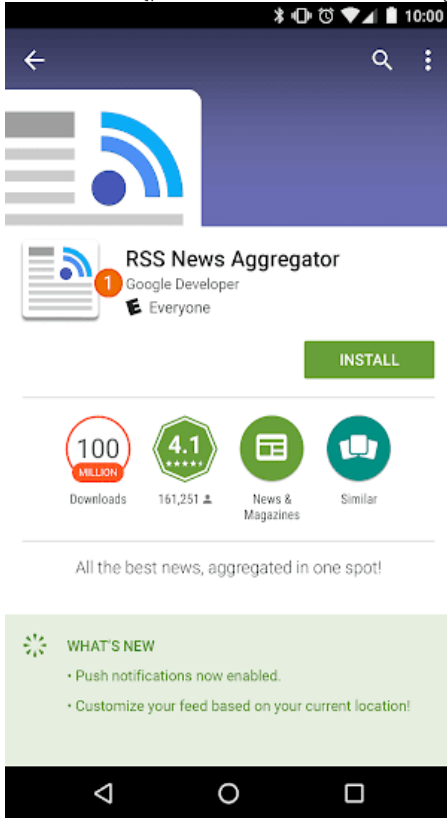 10:00
RSS News Aggregator
1
Google Developer
E Everyone
INSTALL
100
MILLION
4.1
Downloads
161,251
News &
Magazines
Similar
All the best news, aggregated in one spot!
WHAT'S NEW
• Push notifications now enabled.
• Customize your feed based on your current location!